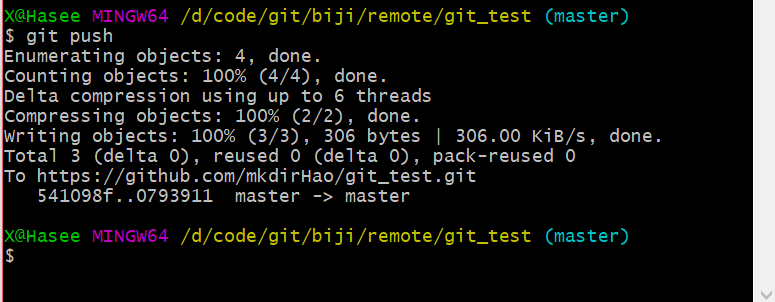 X@Hasee MINGW64 /d/code/git/biji/remote/git_test (master)
$ git push
Enumerating objects: 4, done.
Counting objects: 100% (4/4), done.
Delta compression using up to 6 threads
Compressing objects: 100% (2/2), done.
Writing objects: 100% (3/3), 306 bytes | 306.00 KiB/s, done.
Total 3 (delta 0), reused 0 (delta 0), pack-reused 0
To https://github.com/mkdirHao/git_test.git
   541098f..0793911  master -> master
X@Hasee MINGW64 /d/code/git/biji/remote/git_test (master)
$